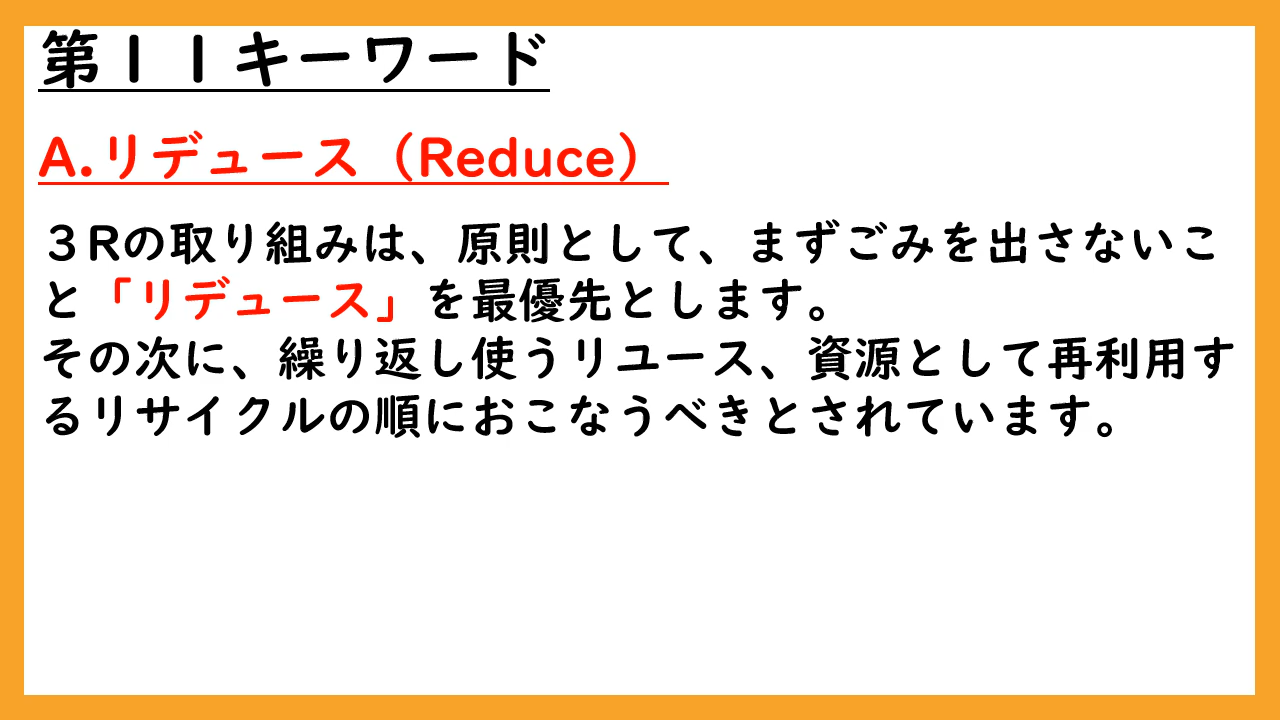 第１１キーワード
A.リデュース（Reduce）
３Rの取り組みは、原則として、まずごみを出さないこ
と「リデュース」を最優先とします。
その次に、繰り返し使うリユース、資源として再利用す
るリサイクルの順におこなうべきとされています。